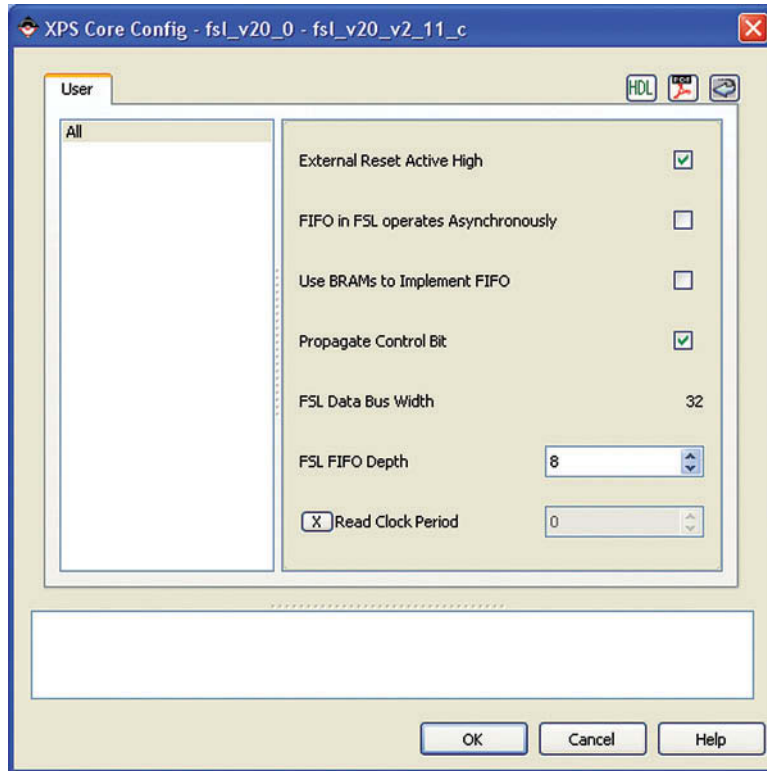 XPS Core Config - fsl_v20_0 - fsl_v20_v2_11_c
User
HDL
PDF
All
External Reset Active High
FIFO in FSL operates Asynchronously
Use BRAMs to Implement FIFO
Propagate Control Bit
FSL Data Bus Width 32
FSL FIFO Depth 8
X Read Clock Period 0
OK Cancel Help